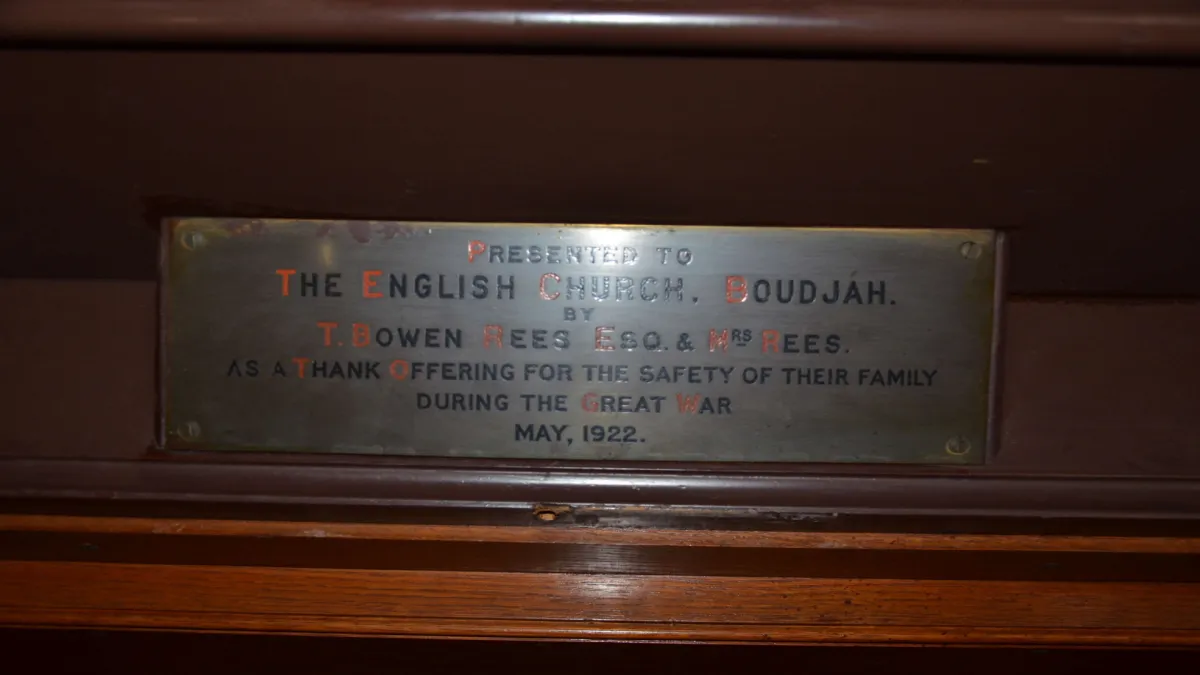 PRESENTED TO
THE ENGLISH CHURCH. BOUDJÁH.
BY
T. BOWEN REES ESQ. & MRS REES.
AS A THANK OFFERING FOR THE SAFETY OF THEIR FAMILY
DURING THE GREAT WAR
MAY, 1922.